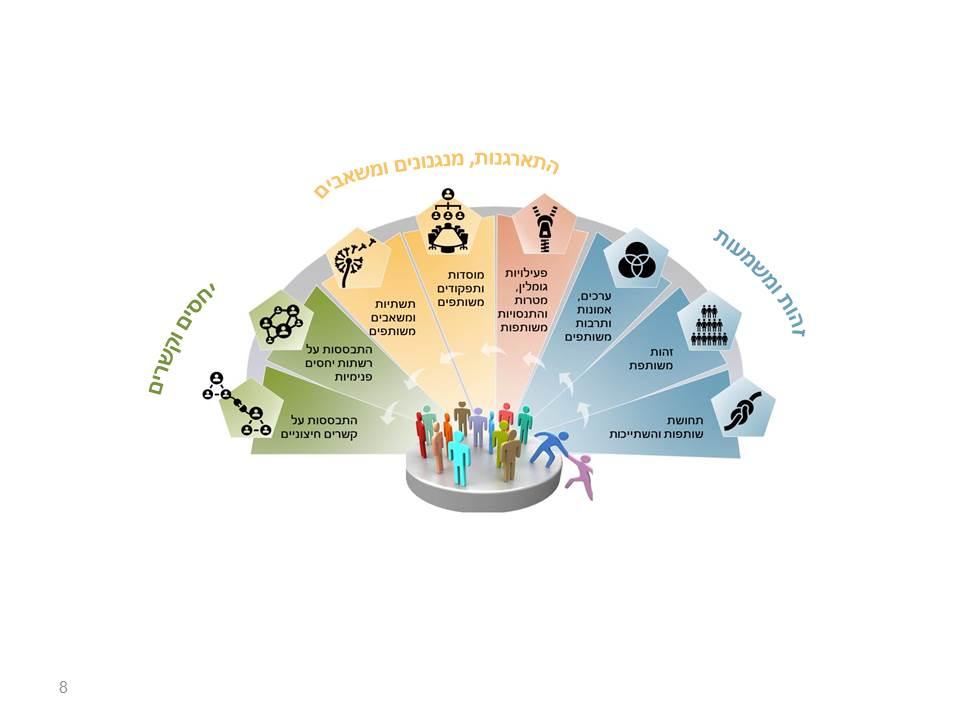 התארגנות, מנגנונים ומשאבים
זהות ומשמעות
יחסים וקשרים
תחושת
שותפות והשתייכות
זהות
משותפת
ערכים,
אמונות
ותרבות
משותפים
פעילויות
גומלין,
מטרות
והתנסויות
משותפות
מוסדות
ותפקודים
משותפים
תשתיות
ומשאבים
משותפים
התבססות על
רשתות יחסים
פנימיות
התבססות על
קשרים חיצוניים
8